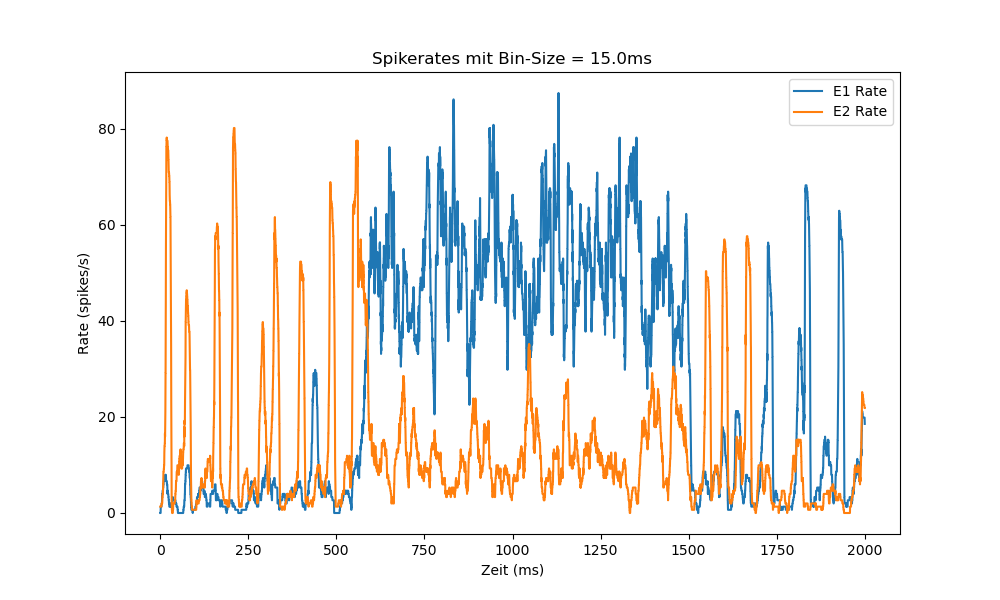 Spikerates mit Bin-Size = 15.0ms
E1 Rate
E2 Rate
Rate (spikes/s)
80
60
40
20
0
0 250 500 750 1000 1250 1500 1750 2000
Zeit (ms)